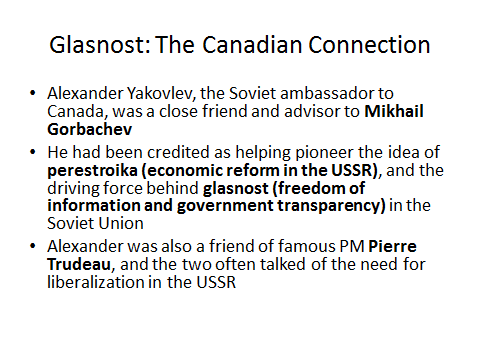 Glasnost: The Canadian Connection
• Alexander Yakovlev, the Soviet ambassador to
Canada, was a close friend and advisor to Mikhail
Gorbachev
• He had been credited as helping pioneer the idea of
perestroika (economic reform in the USSR), and the
driving force behind glasnost (freedom of
information and government transparency) in the
Soviet Union
• Alexander was also a friend of famous PM Pierre
Trudeau, and the two often talked of the need for
liberalization in the USSR